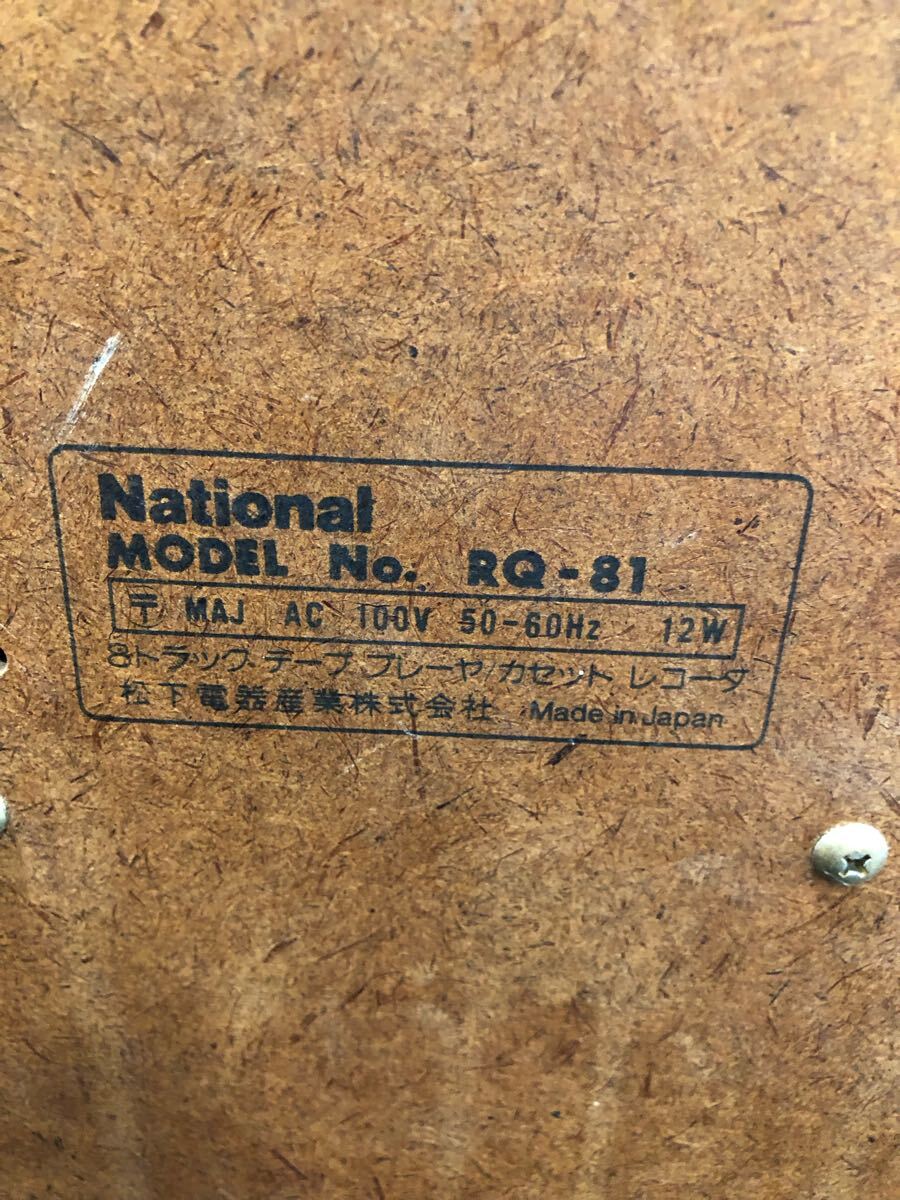 National
MODEL No. RQ-81
〒 MAJ AC 100V 50-60Hz 12W
8トラック テープ プレーヤ/カセット レコーダ
松下電器産業株式会社 Made in Japan